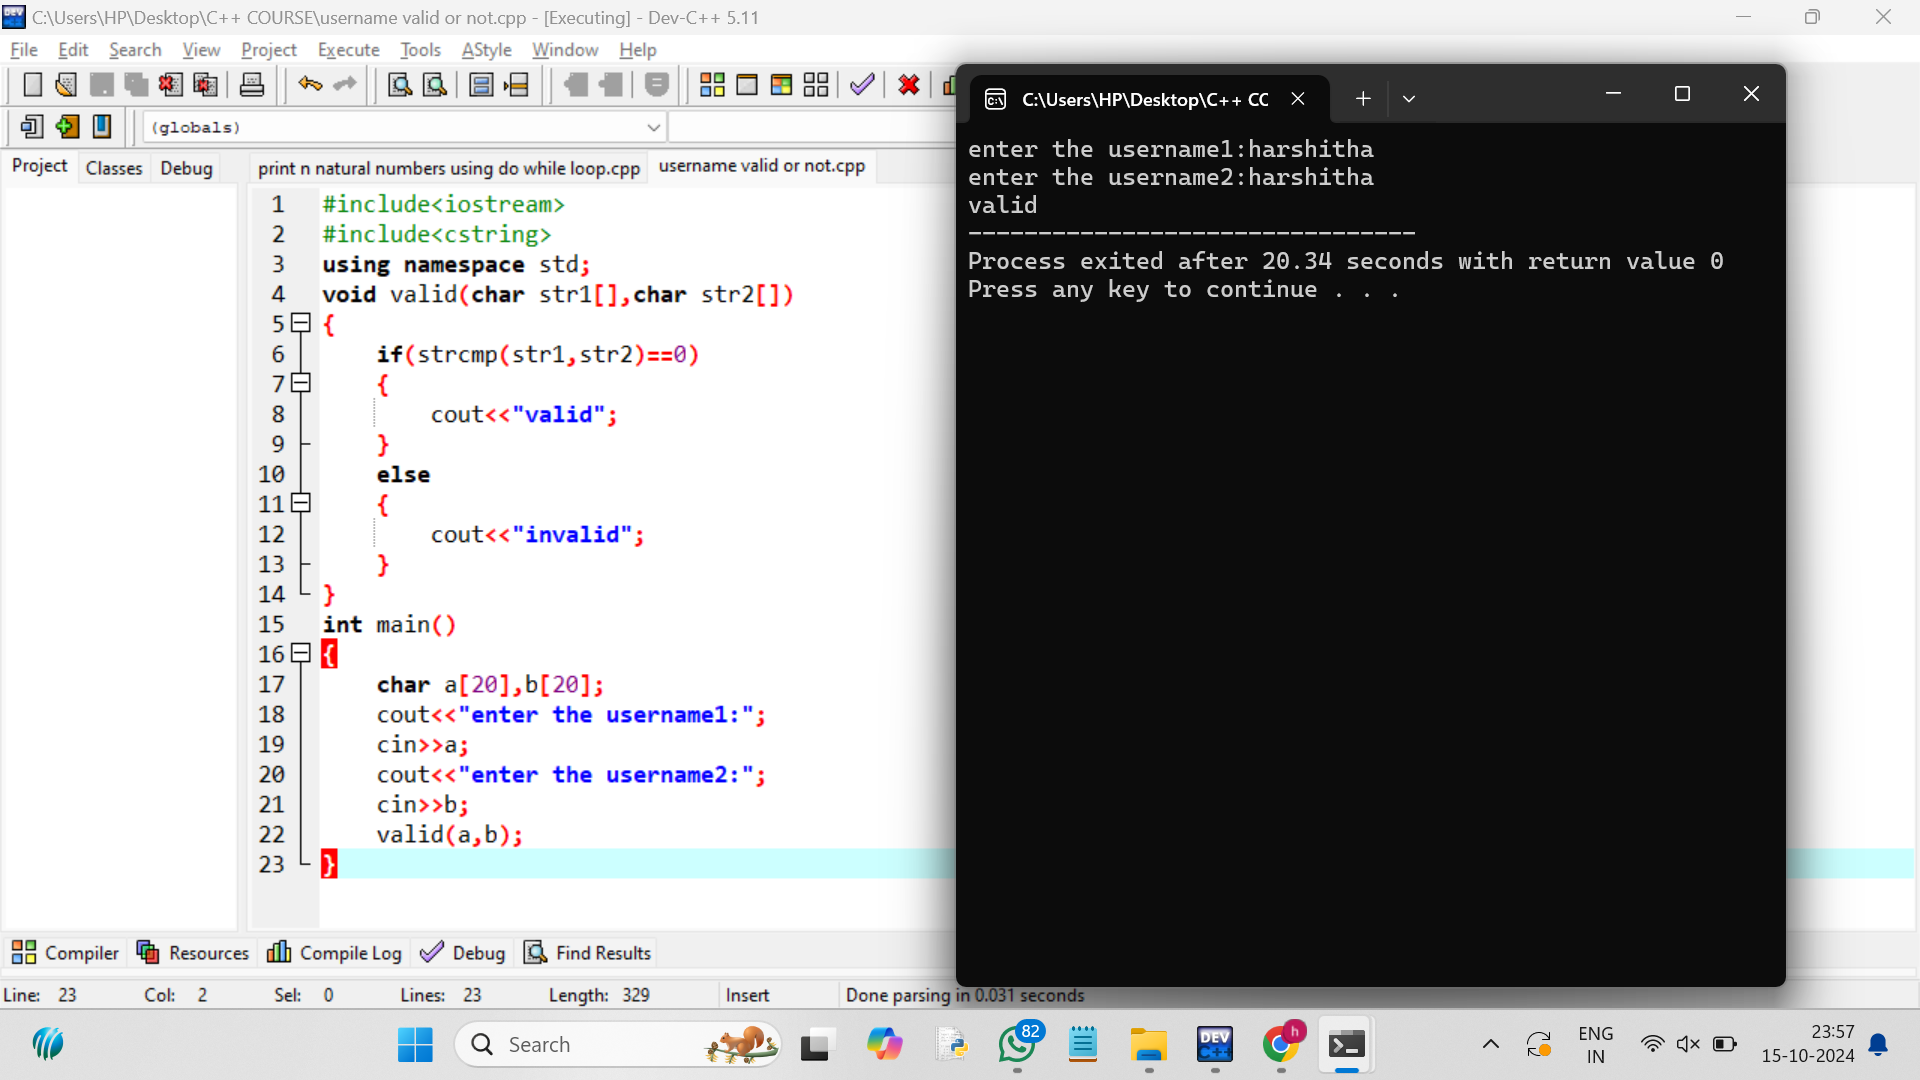 C:\Users\HP\Desktop\C++ COURSE\username valid or not.cpp - [Executing] - Dev-C++ 5.11
File Edit Search View Project Execute Tools AStyle Window Help
(globals)
Project Classes Debug
print n natural numbers using do while loop.cpp username valid or not.cpp
1 #include<iostream>
2 #include<cstring>
3 using namespace std;
4 void valid(char str1[],char str2[])
5 {
6 if(strcmp(str1,str2)==0)
7 {
8 cout<<"valid";
9 }
10 else
11 {
12 cout<<"invalid";
13 }
14 }
15 int main()
16 {
17 char a[20],b[20];
18 cout<<"enter the username1:";
19 cin>>a;
20 cout<<"enter the username2:";
21 cin>>b;
22 valid(a,b);
23 }
C:\Users\HP\Desktop\C++ CC
enter the username1:harshitha
enter the username2:harshitha
valid
--------------------------------
Process exited after 20.34 seconds with return value 0
Press any key to continue . . .
Compiler Resources Compile Log Debug Find Results
Line: 23 Col: 2 Sel: 0 Lines: 23 Length: 329 Insert Done parsing in 0.031 seconds
Search
82
DEV C++
h
ENG
IN
23:57
15-10-2024